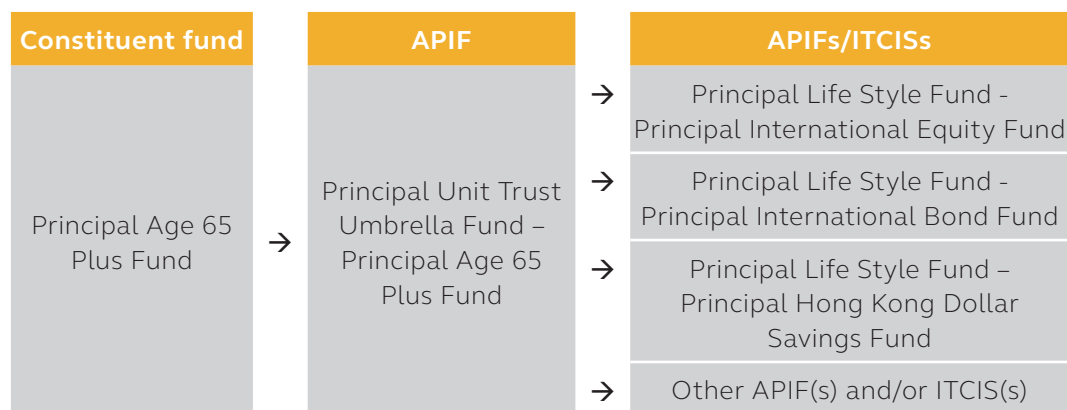 Constituent fund
APIF
APIFs/ITCISs
Principal Age 65
Plus Fund
→
Principal Unit Trust
Umbrella Fund –
Principal Age 65
Plus Fund
→
Principal Life Style Fund -
Principal International Equity Fund
→
Principal Life Style Fund -
Principal International Bond Fund
→
Principal Life Style Fund –
Principal Hong Kong Dollar
Savings Fund
→
Other APIF(s) and/or ITCIS(s)